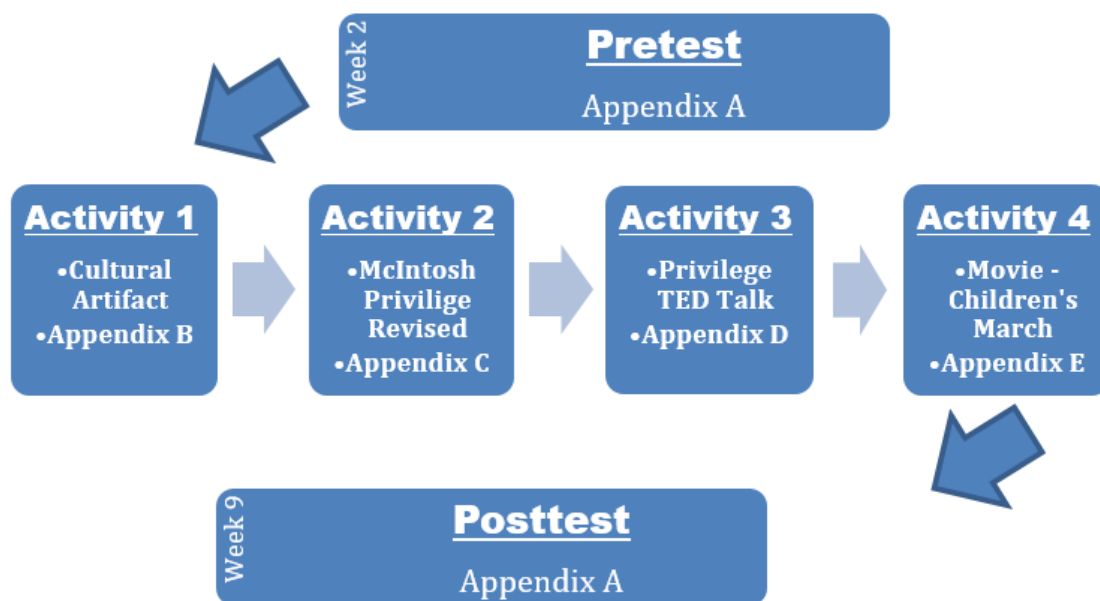 Week 2
Pretest
Appendix A
Activity 1
•Cultural
Artifact
•Appendix B
Activity 2
•McIntosh
Privilige
Revised
•Appendix C
Activity 3
•Privilege
TED Talk
•Appendix D
Activity 4
•Movie -
Children's
March
•Appendix E
Week 9
Posttest
Appendix A